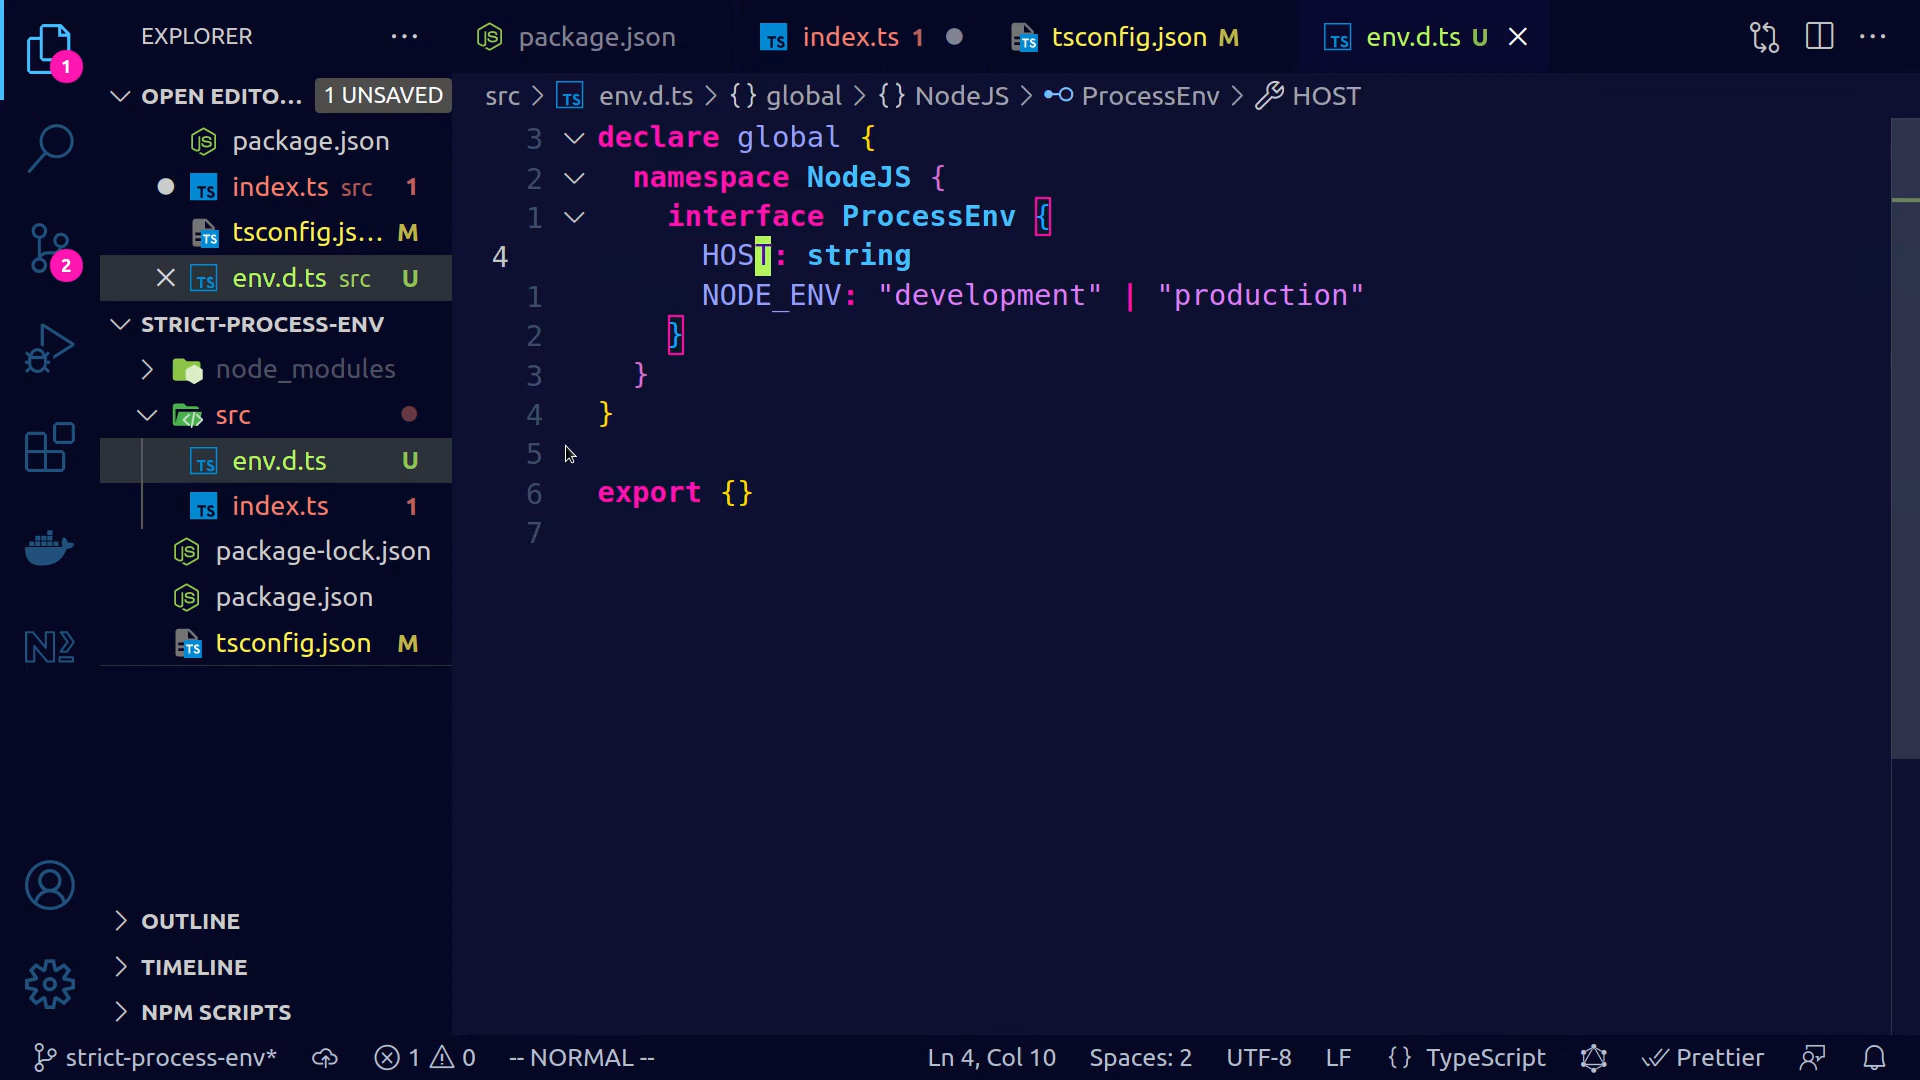 EXPLORER
package.json
index.ts 1
tsconfig.json M
env.d.ts U
1
OPEN EDITO... 1 UNSAVED
package.json
index.ts src 1
tsconfig.js... M
env.d.ts src U
2
STRICT-PROCESS-ENV
node_modules
src
env.d.ts U
index.ts 1
package-lock.json
package.json
tsconfig.json M
OUTLINE
TIMELINE
NPM SCRIPTS
src > TS env.d.ts > {} global > {} NodeJS > ProcessEnv > HOST
3 declare global {
2 namespace NodeJS {
1 interface ProcessEnv {
4 HOST: string
1 NODE_ENV: "development" | "production"
2 }
3 }
4 }
5
6 export {}
7
strict-process-env* 1 0 -- NORMAL -- Ln 4, Col 10 Spaces: 2 UTF-8 LF {} TypeScript Prettier